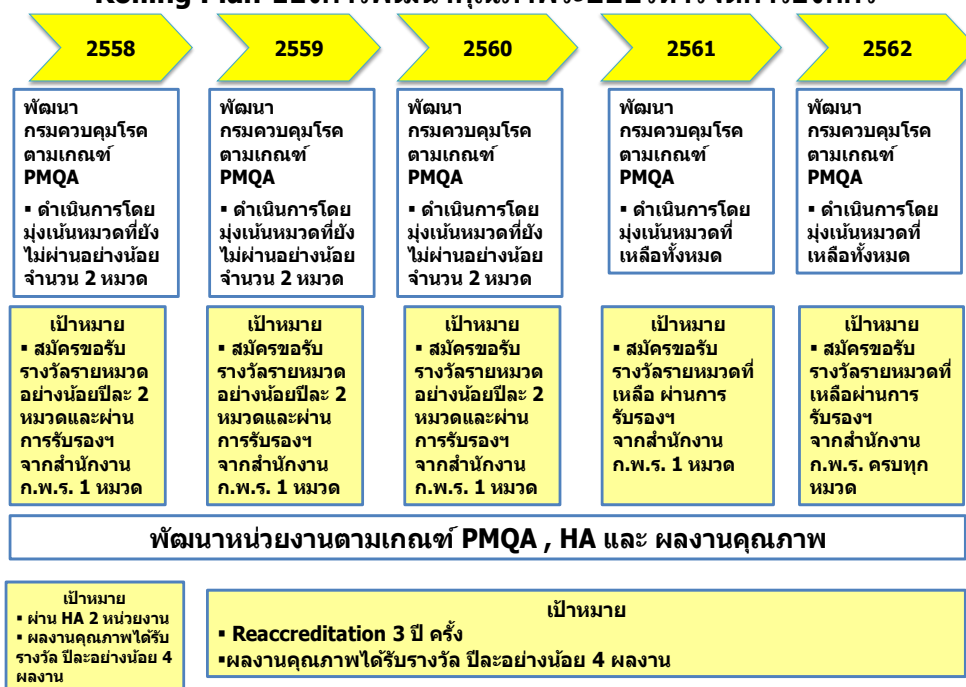 Rolling Plan ของการพัฒนาคุณภาพระบบบริหารจัดการองค์กร
2558
2559
2560
2561
2562
พัฒนา
กรมควบคุมโรค
ตามเกณฑ์
PMQA
▪ ดำเนินการโดย
มุ่งเน้นหมวดที่ยัง
ไม่ผ่านอย่างน้อย
จำนวน 2 หมวด
พัฒนา
กรมควบคุมโรค
ตามเกณฑ์
PMQA
▪ ดำเนินการโดย
มุ่งเน้นหมวดที่ยัง
ไม่ผ่านอย่างน้อย
จำนวน 2 หมวด
พัฒนา
กรมควบคุมโรค
ตามเกณฑ์
PMQA
▪ ดำเนินการโดย
มุ่งเน้นหมวดที่ยัง
ไม่ผ่านอย่างน้อย
จำนวน 2 หมวด
พัฒนา
กรมควบคุมโรค
ตามเกณฑ์
PMQA
▪ ดำเนินการโดย
มุ่งเน้นหมวดที่
เหลือทั้งหมด
พัฒนา
กรมควบคุมโรค
ตามเกณฑ์
PMQA
▪ ดำเนินการโดย
มุ่งเน้นหมวดที่
เหลือทั้งหมด
เป้าหมาย
▪ สมัครขอรับ
รางวัลรายหมวด
อย่างน้อยปีละ 2
หมวดและผ่าน
การรับรองฯ
จากสำนักงาน
ก.พ.ร. 1 หมวด
เป้าหมาย
▪ สมัครขอรับ
รางวัลรายหมวด
อย่างน้อยปีละ 2
หมวดและผ่าน
การรับรองฯ
จากสำนักงาน
ก.พ.ร. 1 หมวด
เป้าหมาย
▪ สมัครขอรับ
รางวัลรายหมวด
อย่างน้อยปีละ 2
หมวดและผ่าน
การรับรองฯ
จากสำนักงาน
ก.พ.ร. 1 หมวด
เป้าหมาย
▪ สมัครขอรับ
รางวัลรายหมวดที่
เหลือ ผ่านการ
รับรองฯ
จากสำนักงาน
ก.พ.ร. 1 หมวด
เป้าหมาย
▪ สมัครขอรับ
รางวัลรายหมวดที่
เหลือผ่านการ
รับรองฯ
จากสำนักงาน
ก.พ.ร. ครบทุก
หมวด
พัฒนาหน่วยงานตามเกณฑ์ PMQA , HA และ ผลงานคุณภาพ
เป้าหมาย
▪ ผ่าน HA 2 หน่วยงาน
▪ ผลงานคุณภาพได้รับ
รางวัล ปีละอย่างน้อย 4
ผลงาน
เป้าหมาย
▪ Reaccreditation 3 ปี ครั้ง
▪ผลงานคุณภาพได้รับรางวัล ปีละอย่างน้อย 4 ผลงาน